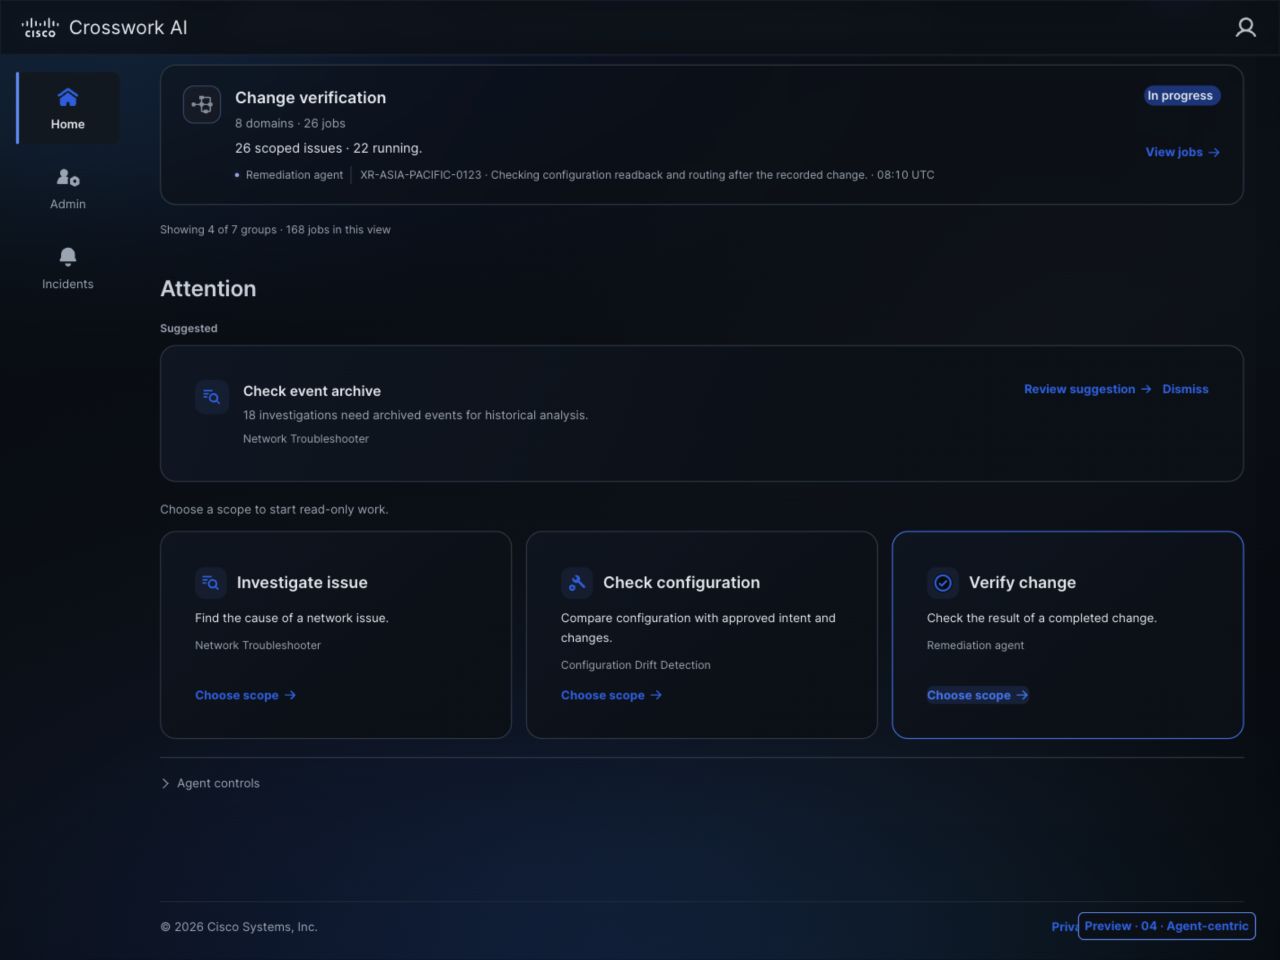 CISCO
Crosswork AI
Home
Admin
Incidents
Change verification
In progress
8 domains · 26 jobs
26 scoped issues · 22 running.
View jobs →
• Remediation agent | XR-ASIA-PACIFIC-0123 · Checking configuration readback and routing after the recorded change. · 08:10 UTC
Showing 4 of 7 groups · 168 jobs in this view
Attention
Suggested
Check event archive
Review suggestion → Dismiss
18 investigations need archived events for historical analysis.
Network Troubleshooter
Choose a scope to start read-only work.
Investigate issue
Find the cause of a network issue.
Network Troubleshooter
Choose scope →
Check configuration
Compare configuration with approved intent and
changes.
Configuration Drift Detection
Choose scope →
Verify change
Check the result of a completed change.
Remediation agent
Choose scope →
Agent controls
© 2026 Cisco Systems, Inc.
Preview · 04 · Agent-centric